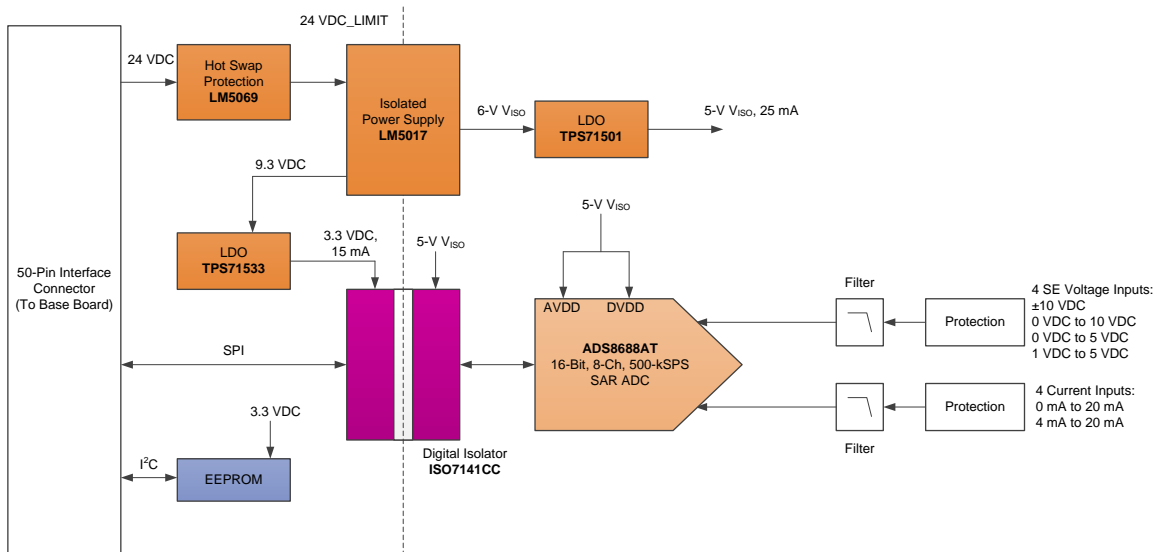 24 VDC_LIMIT
24 VDC
Hot Swap
Protection
LM5069
Isolated
Power Supply
LM5017
6-V VISO
LDO
TPS71501
5-V VISO, 25 mA
9.3 VDC
LDO
TPS71533
3.3 VDC,
15 mA
5-V VISO
5-V VISO
50-Pin Interface
Connector
(To Base Board)
AVDD
DVDD
ADS8688AT
16-Bit, 8-Ch, 500-kSPS
SAR ADC
Filter
Protection
4 SE Voltage Inputs:
±10 VDC
0 VDC to 10 VDC
0 VDC to 5 VDC
1 VDC to 5 VDC
SPI
Filter
Protection
4 Current Inputs:
0 mA to 20 mA
4 mA to 20 mA
3.3 VDC
I2C
EEPROM
Digital Isolator
ISO7141CC